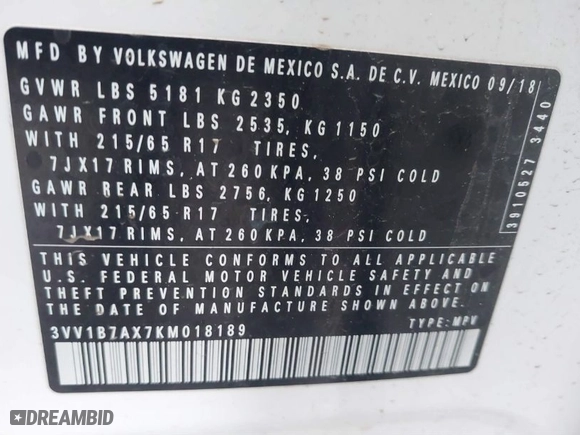 MFD BY VOLKSWAGEN DE MEXICO S.A. DE C.V. MEXICO 09/18
GVWR LBS 5181 KG 2350
GAWR FRONT LBS 2535, KG 1150
WITH 215/65 R17 TIRES,
7JX17 RIMS, AT 260 KPA, 38 PSI COLD
GAWR REAR LBS 2756, KG 1250
WITH 215/65 R17 TIRES,
7JX17 RIMS, AT 260 KPA, 38 PSI COLD
THIS VEHICLE CONFORMS TO ALL APPLICABLE
U.S. FEDERAL MOTOR VEHICLE SAFETY AND
THEFT PREVENTION STANDARDS IN EFFECT ON
THE DATE OF MANUFACTURE SHOWN ABOVE.
3VV1B7AX7KM018189 TYPE: MPV
3910527 3440
DREAMBID